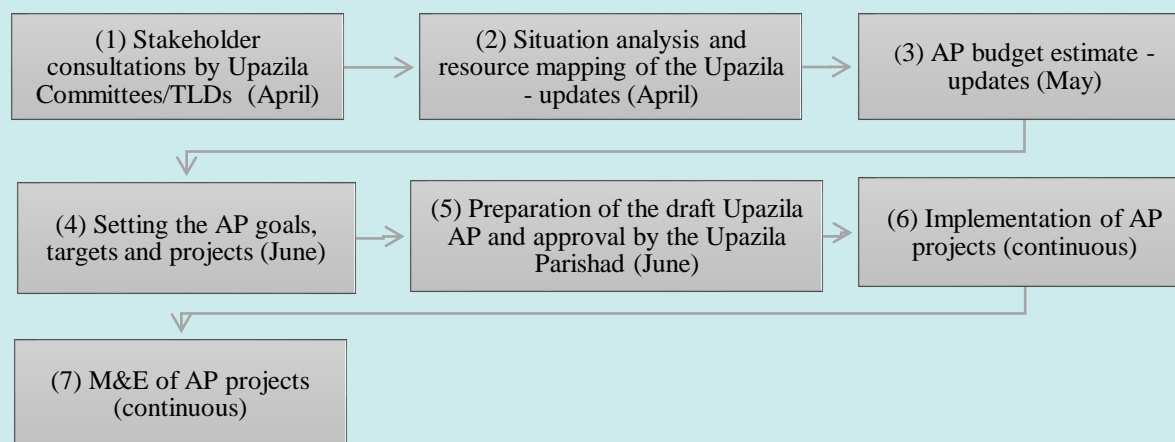 (1) Stakeholder
consultations by Upazila
Committees/TLDs (April)
(2) Situation analysis and
resource mapping of the Upazila
- updates (April)
(3) AP budget estimate -
updates (May)
(4) Setting the AP goals,
targets and projects (June)
(5) Preparation of the draft Upazila
AP and approval by the Upazila
Parishad (June)
(6) Implementation of AP
projects (continuous)
(7) M&E of AP projects
(continuous)